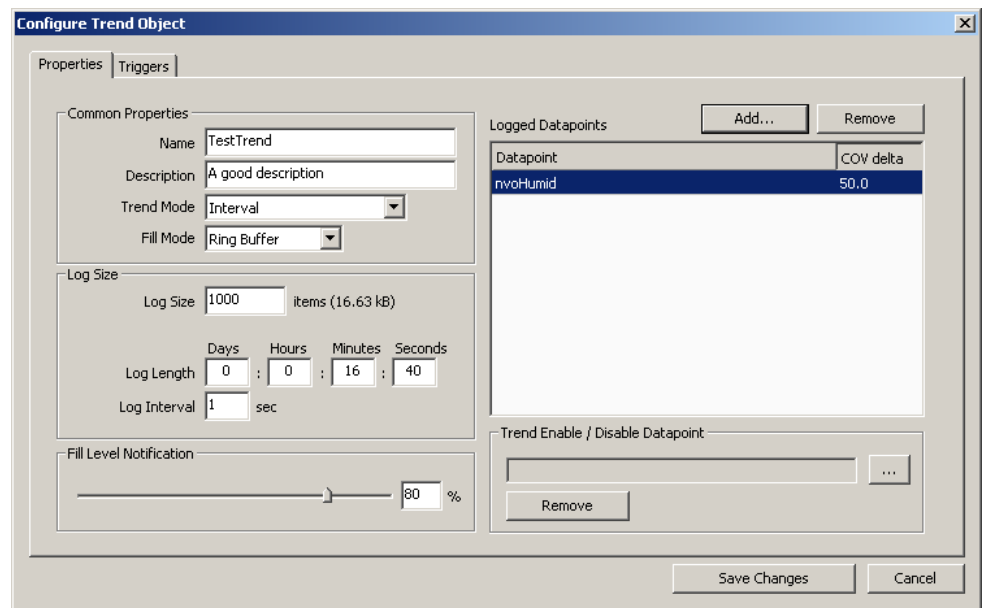 Configure Trend Object
Properties
Triggers
Common Properties
Name TestTrend
Description A good description
Trend Mode Interval
Fill Mode Ring Buffer
Log Size
Log Size 1000 items (16.63 kB)
Days Hours Minutes Seconds
Log Length 0 : 0 : 16 : 40
Log Interval 1 sec
Fill Level Notification
80 %
Logged Datapoints
Add...
Remove
Datapoint COV delta
nvoHumid 50.0
Trend Enable / Disable Datapoint
...
Remove
Save Changes
Cancel